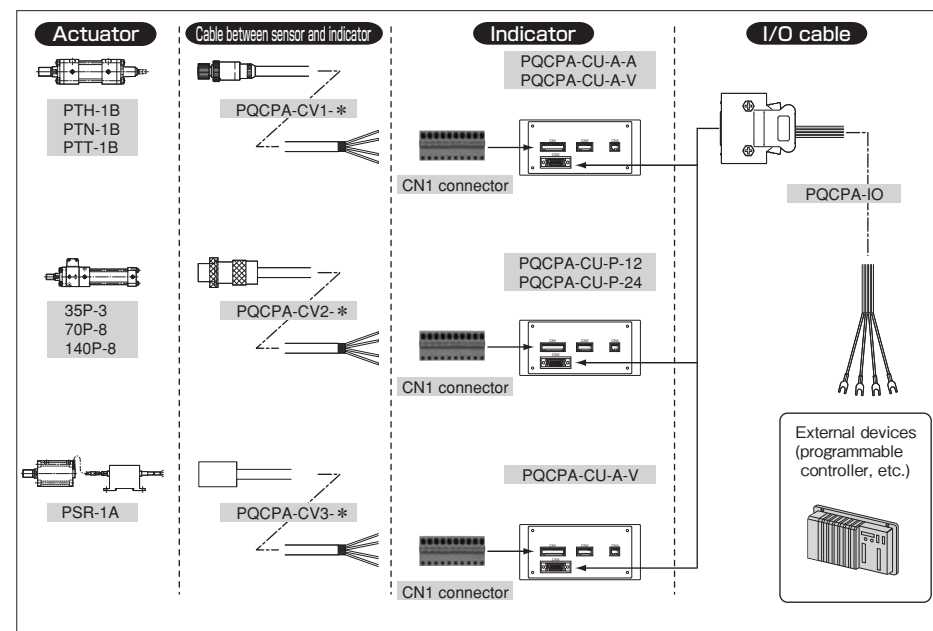 Actuator
Cable between sensor and indicator
Indicator
I/O cable
PQCPA-CU-A-A
PQCPA-CU-A-V
PTH-1B
PTN-1B
PTT-1B
PQCPA-CV1-*
CN1 connector
PQCPA-IO
PQCPA-CU-P-12
PQCPA-CU-P-24
35P-3
70P-8
140P-8
PQCPA-CV2-*
CN1 connector
External devices
(programmable
controller, etc.)
PQCPA-CU-A-V
PSR-1A
PQCPA-CV3-*
CN1 connector